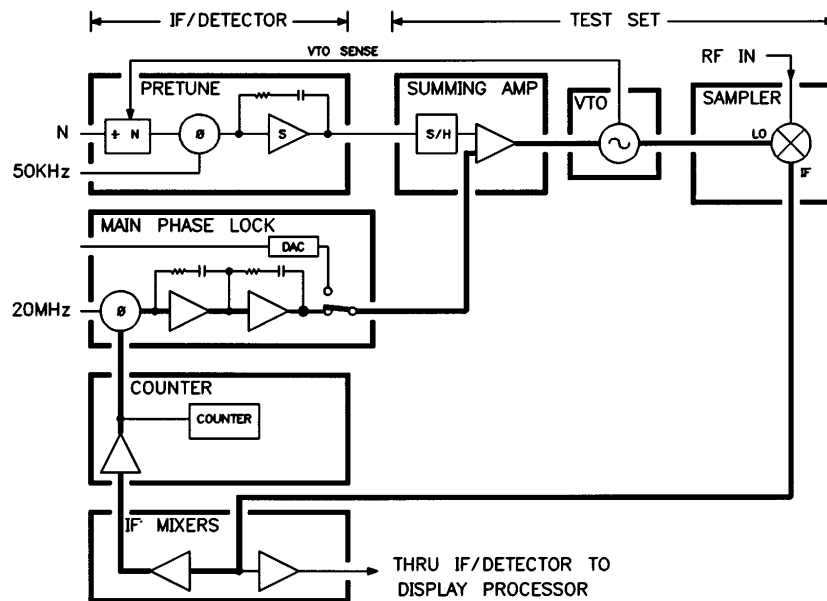 IF/DETECTOR
TEST SET
VTO SENSE
RF IN
PRETUNE
SUMMING AMP
VTO
SAMPLER
N
÷ N
ø
S
S/H
LO
IF
50KHz
MAIN PHASE LOCK
DAC
20MHz
ø
COUNTER
COUNTER
IF MIXERS
THRU IF/DETECTOR TO
DISPLAY PROCESSOR